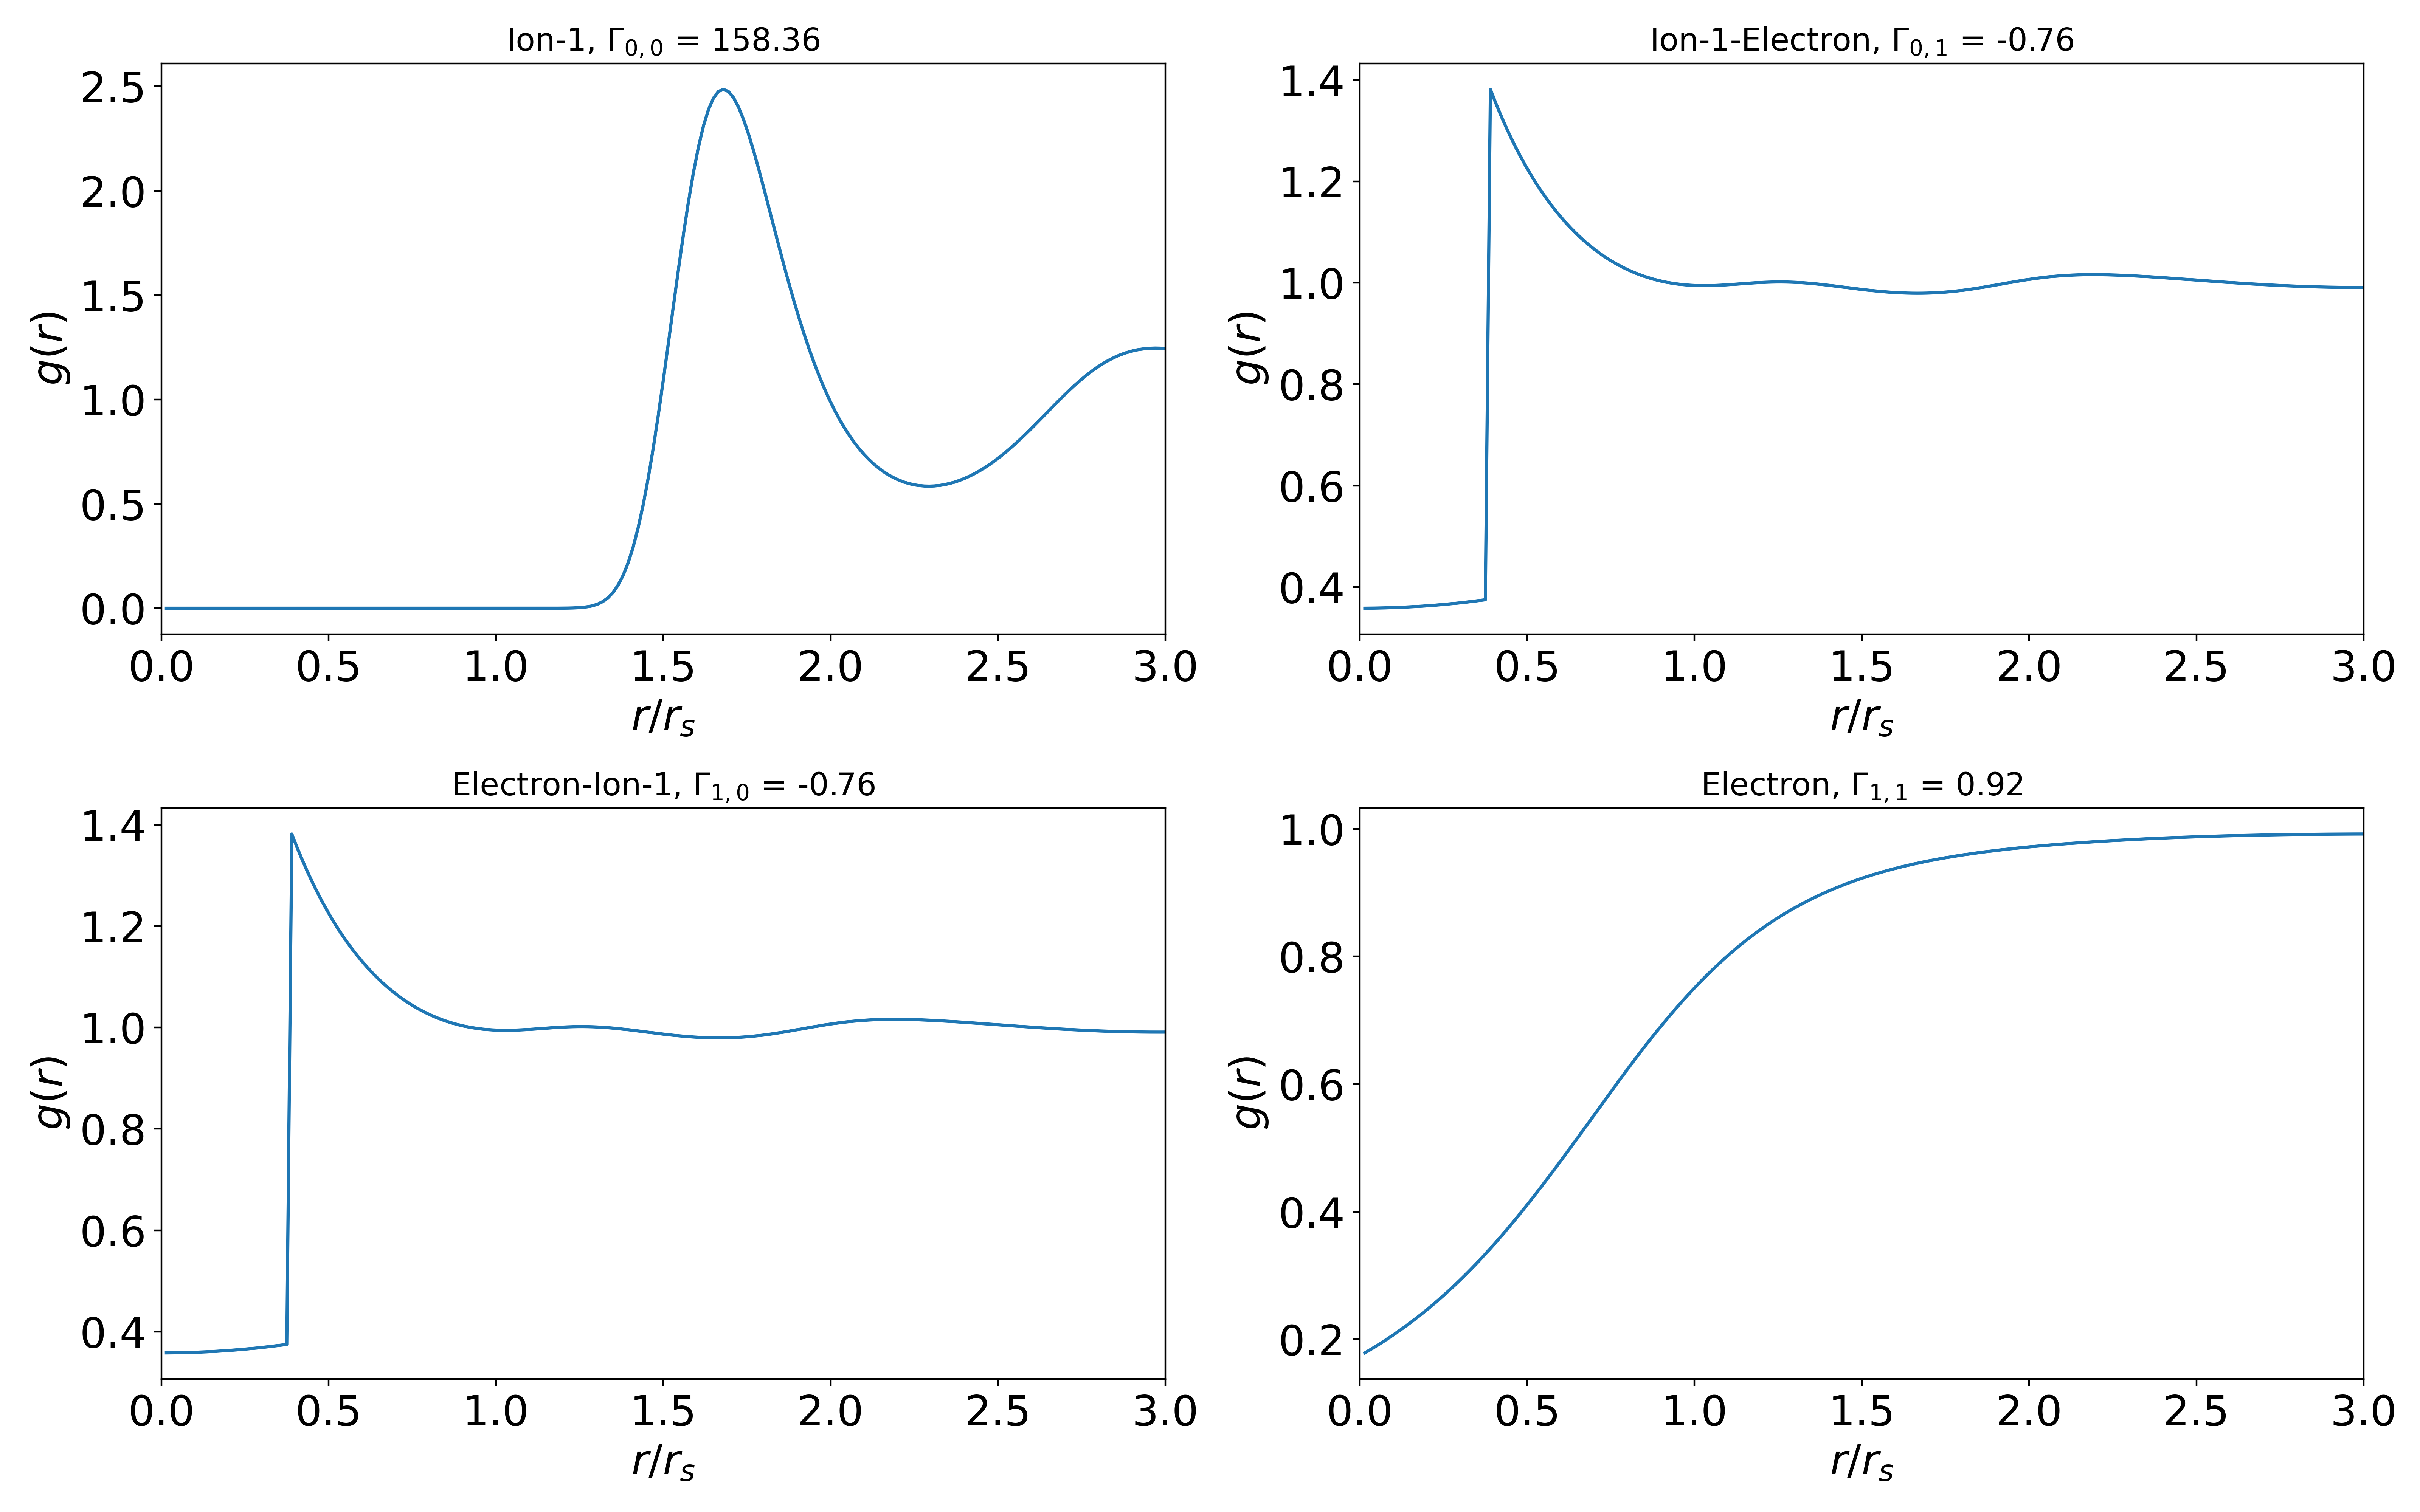 Ion-1, Γ0,0 = 158.36
2.5
2.0
1.5
1.0
0.5
0.0
g(r)
0.0 0.5 1.0 1.5 2.0 2.5 3.0
r/rs
Ion-1-Electron, Γ0,1 = -0.76
1.4
1.2
1.0
0.8
0.6
0.4
g(r)
0.0 0.5 1.0 1.5 2.0 2.5 3.0
r/rs
Electron-Ion-1, Γ1,0 = -0.76
1.4
1.2
1.0
0.8
0.6
0.4
g(r)
0.0 0.5 1.0 1.5 2.0 2.5 3.0
r/rs
Electron, Γ1,1 = 0.92
1.0
0.8
0.6
0.4
0.2
g(r)
0.0 0.5 1.0 1.5 2.0 2.5 3.0
r/rs